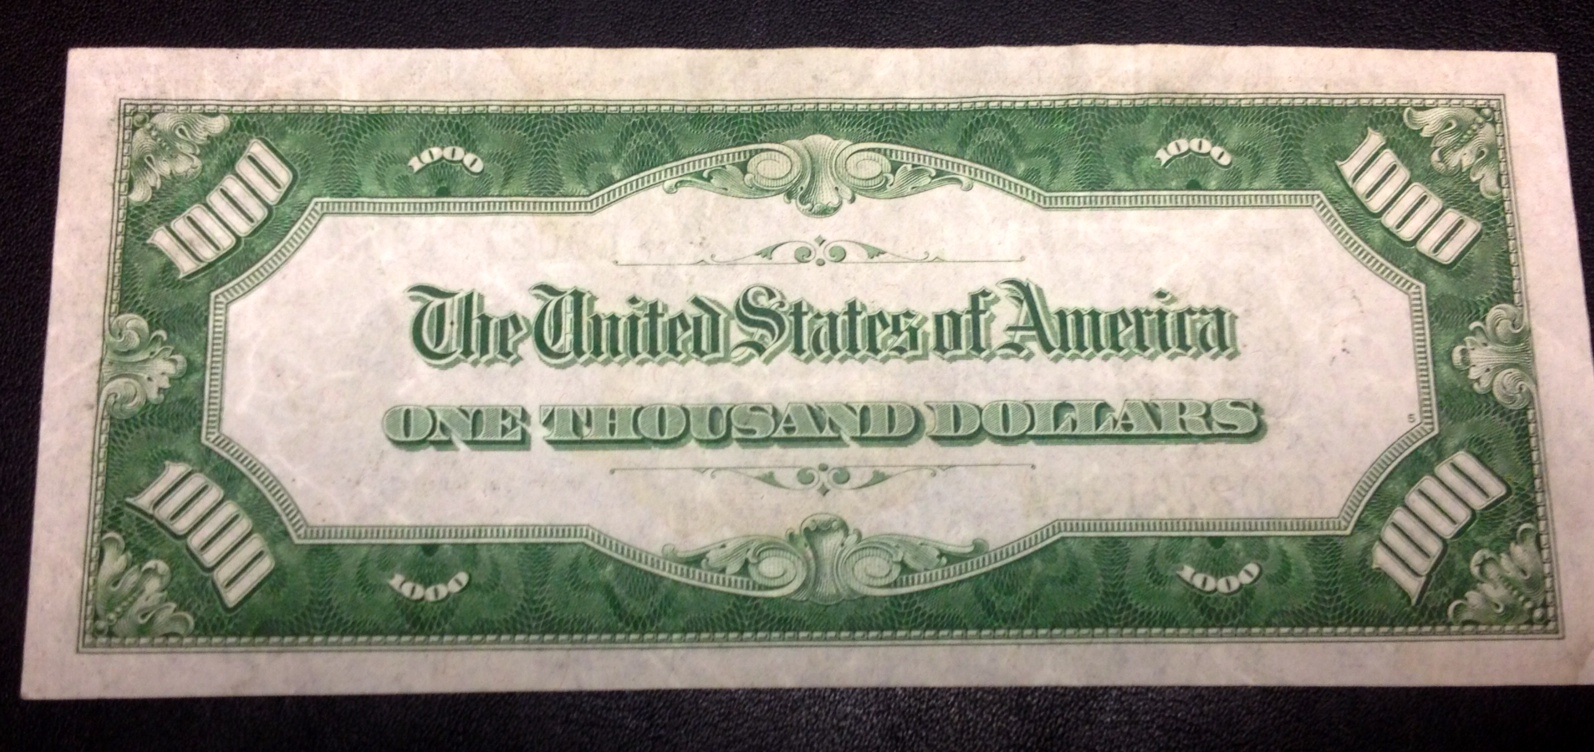 1000 1000 1000 1000
The United States of America
ONE THOUSAND DOLLARS
S
1000 1000 1000 1000